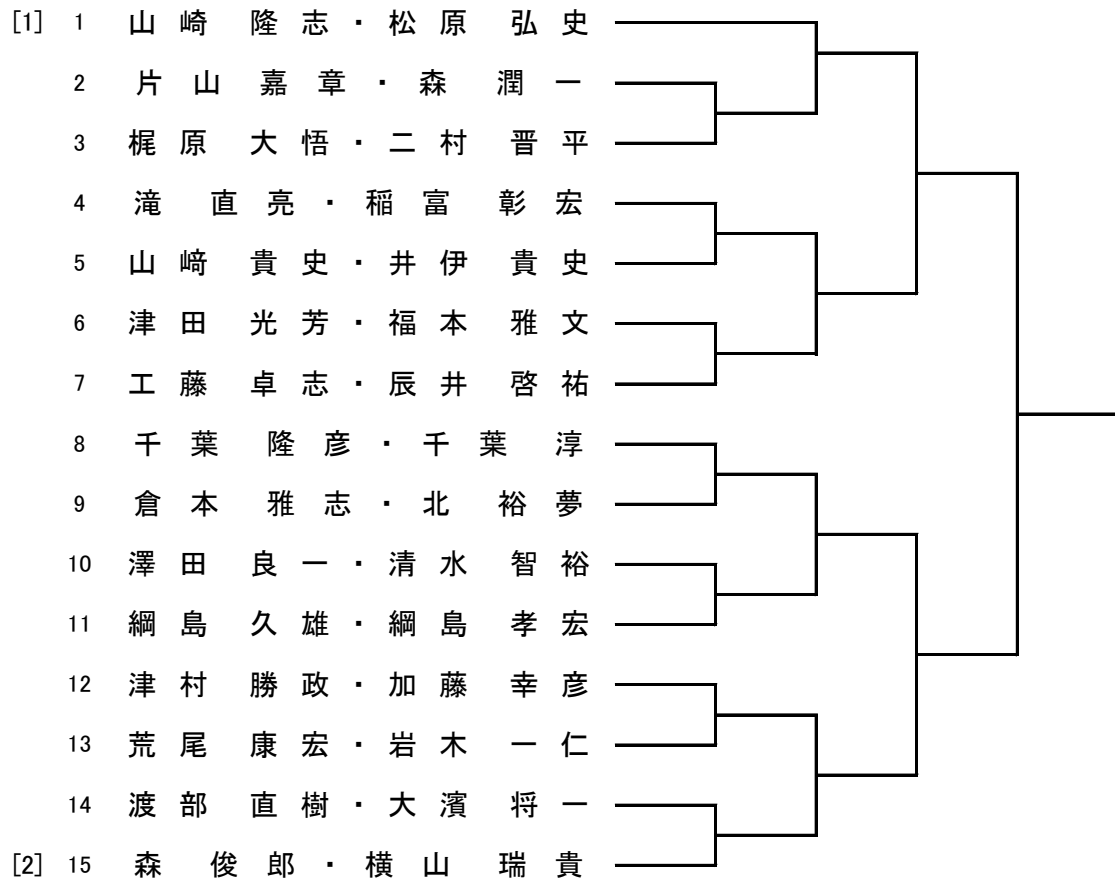 [1] 1 山崎 隆志・松原 弘史
2 片山 嘉章・森 潤一
3 梶原 大悟・二村 晋平
4 滝 直亮・稲富 彰宏
5 山﨑 貴史・井伊 貴史
6 津田 光芳・福本 雅文
7 工藤 卓志・辰井 啓祐
8 千葉 隆彦・千葉 淳
9 倉本 雅志・北 裕夢
10 澤田 良一・清水 智裕
11 綱島 久雄・綱島 孝宏
12 津村 勝政・加藤 幸彦
13 荒尾 康宏・岩木 一仁
14 渡部 直樹・大濱 将一
[2] 15 森 俊郎・横山 瑞貴